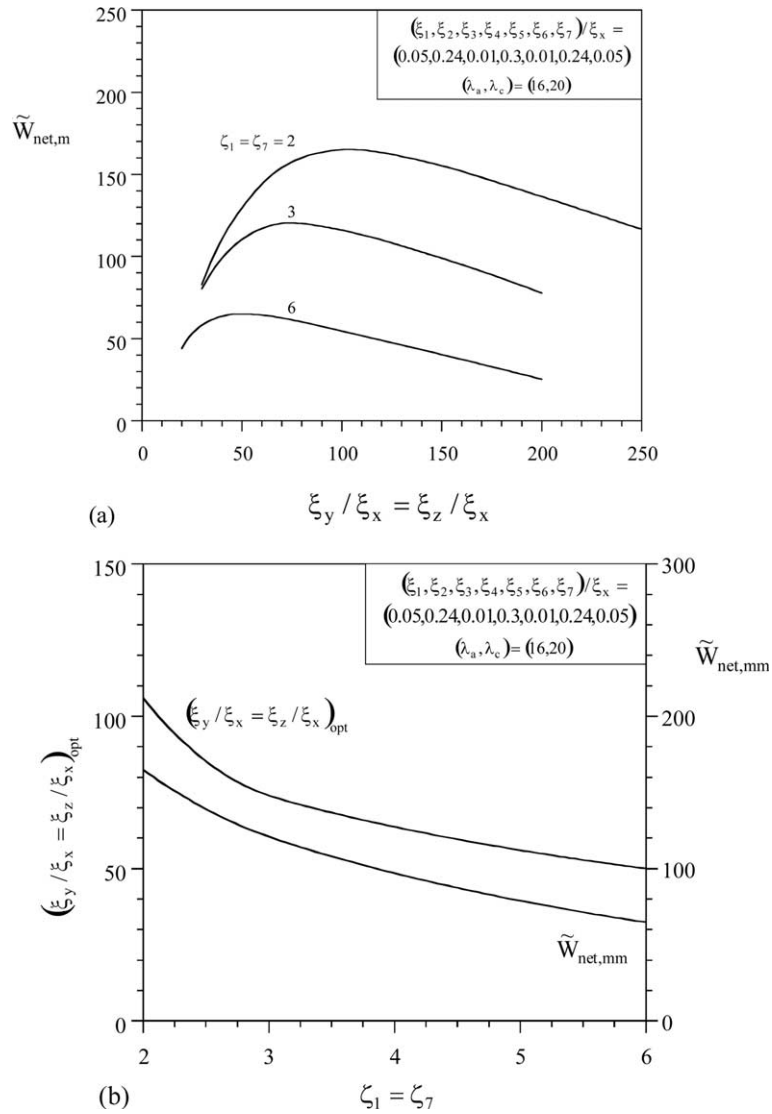 250
200
150
100
50
0
W̃net,m
(ξ1,ξ2,ξ3,ξ4,ξ5,ξ6,ξ7)/ξx =
(0.05,0.24,0.01,0.3,0.01,0.24,0.05)
(λa,λc)=(16,20)
ζ1 = ζ7 = 2
3
6
0 50 100 150 200 250
(a) ξy / ξx = ξz / ξx
150
100
50
0
(ξy / ξx = ξz / ξx)opt
(ξ1,ξ2,ξ3,ξ4,ξ5,ξ6,ξ7)/ξx =
(0.05,0.24,0.01,0.3,0.01,0.24,0.05)
(λa,λc)=(16,20)
300
200
100
0
W̃net,mm
(ξy / ξx = ξz / ξx)opt
W̃net,mm
2 3 4 5 6
(b) ζ1 = ζ7